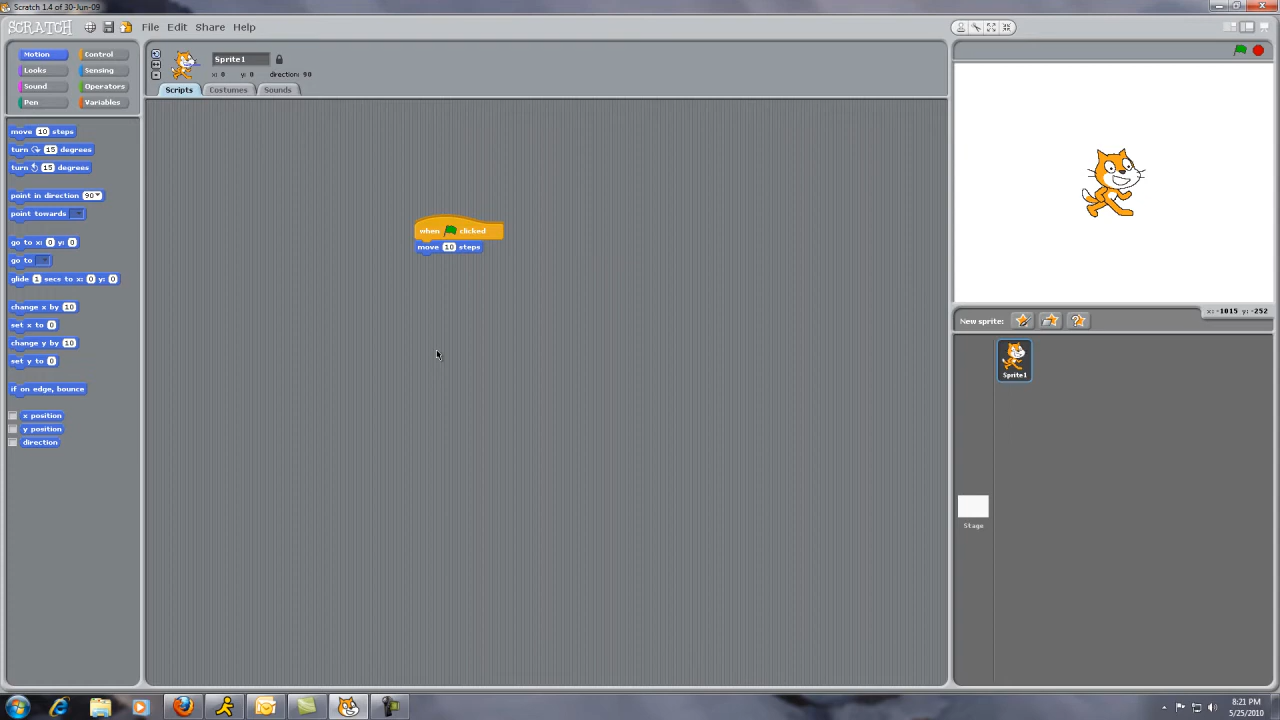 Scratch 1.4 of 30-Jun-09
SCRATCH File Edit Share Help
Motion Control
Looks Sensing
Sound Operators
Pen Variables
move 10 steps
turn 15 degrees
turn 15 degrees
point in direction 90
point towards
go to x: 0 y: 0
go to
glide 1 secs to x: 0 y: 0
change x by 10
set x to 0
change y by 10
set y to 0
if on edge, bounce
x position
y position
direction
Sprite1
x: 0 y: 0 direction: 90
Scripts Costumes Sounds
when clicked
move 10 steps
x: -1015 y: -252
New sprite:
Sprite1
Stage
8:21 PM
5/25/2010